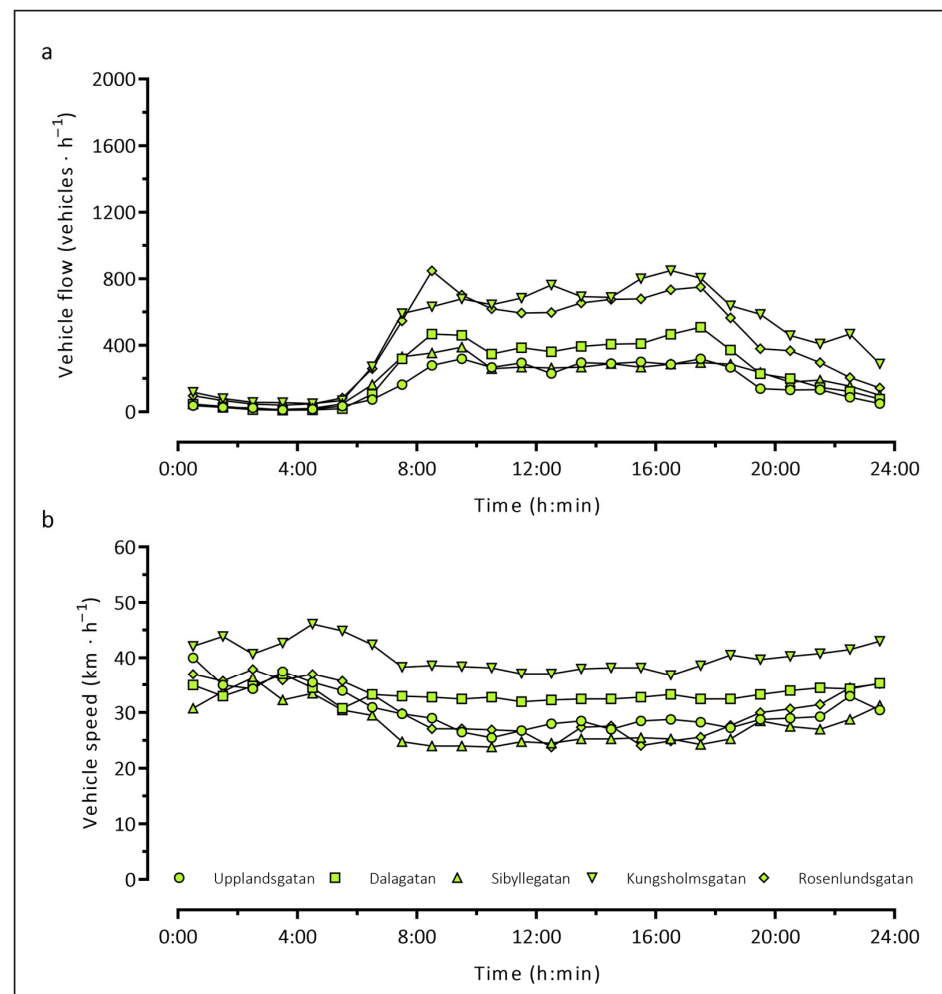 a
2000
1600
1200
800
400
0
Vehicle flow (vehicles · h⁻¹)
0:00 4:00 8:00 12:00 16:00 20:00 24:00
Time (h:min)
b
60
50
40
30
20
10
0
Vehicle speed (km · h⁻¹)
Upplandsgatan Dalagatan Sibyllegatan Kungsholmsgatan Rosenlundsgatan
0:00 4:00 8:00 12:00 16:00 20:00 24:00
Time (h:min)